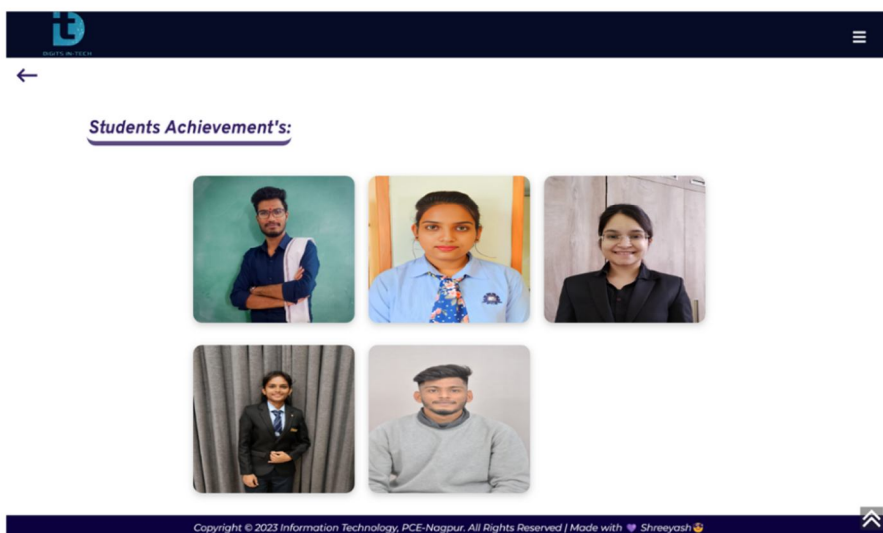 DIGITS IN-TECH
Students Achievement's:
Copyright © 2023 Information Technology, PCE-Nagpur. All Rights Reserved | Made with 💜 Shreeyash